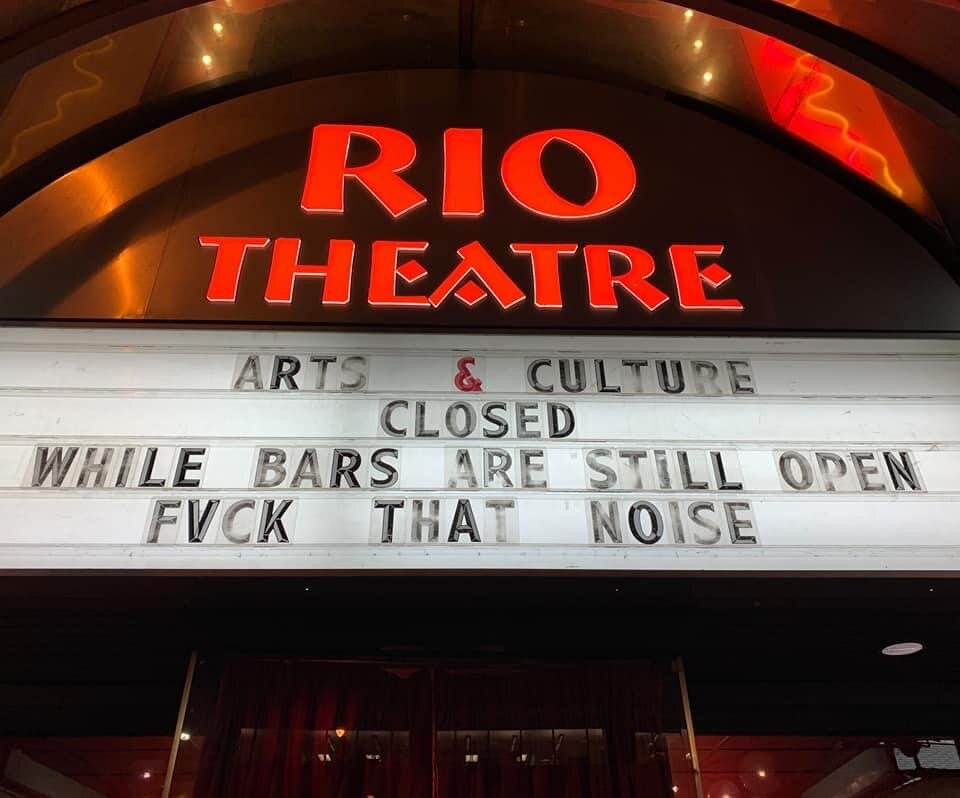 RIO
THEATRE
ARTS & CULTURE
CLOSED
WHILE BARS ARE STILL OPEN
FVCK THAT NOISE